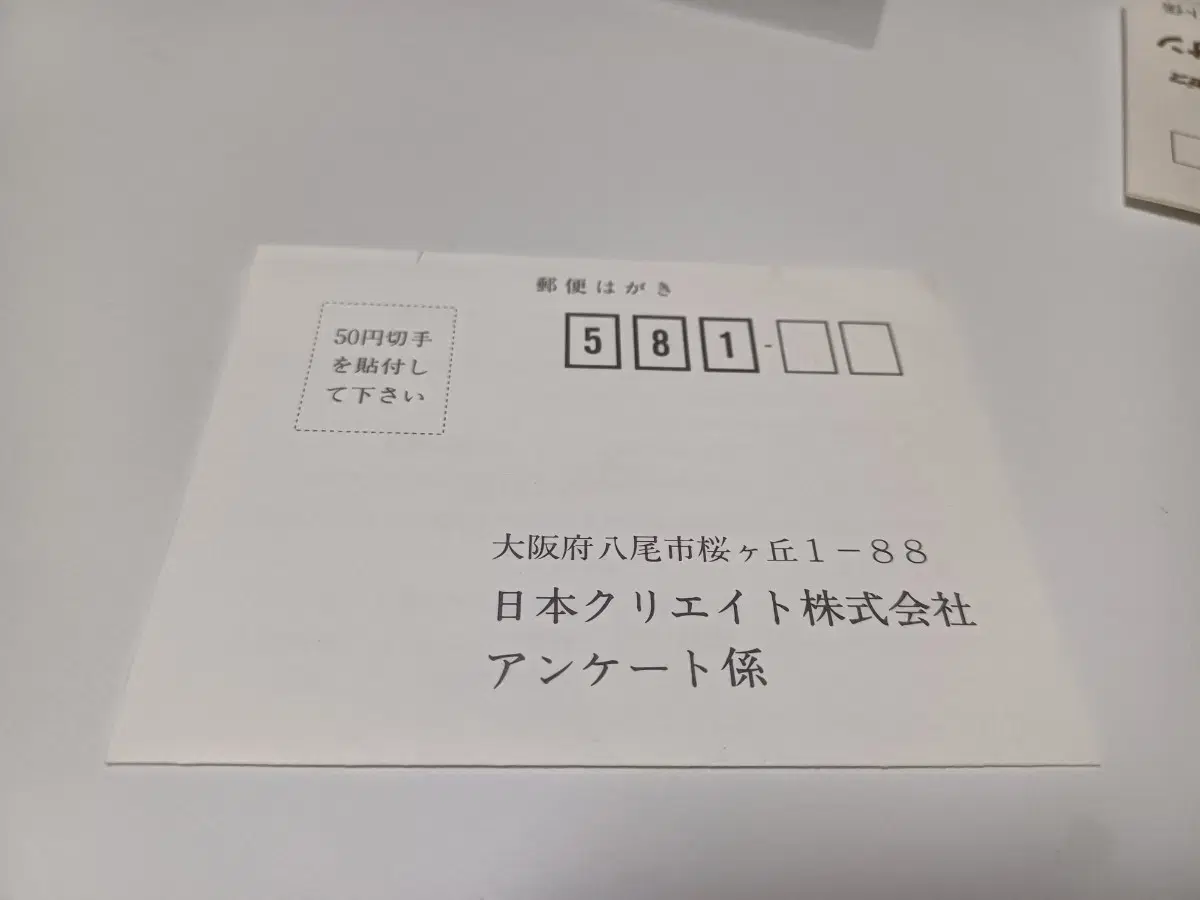 郵便はがき
581-
50円切手
を貼付し
て下さい
大阪府八尾市桜ヶ丘1-88
日本クリエイト株式会社
アンケート係